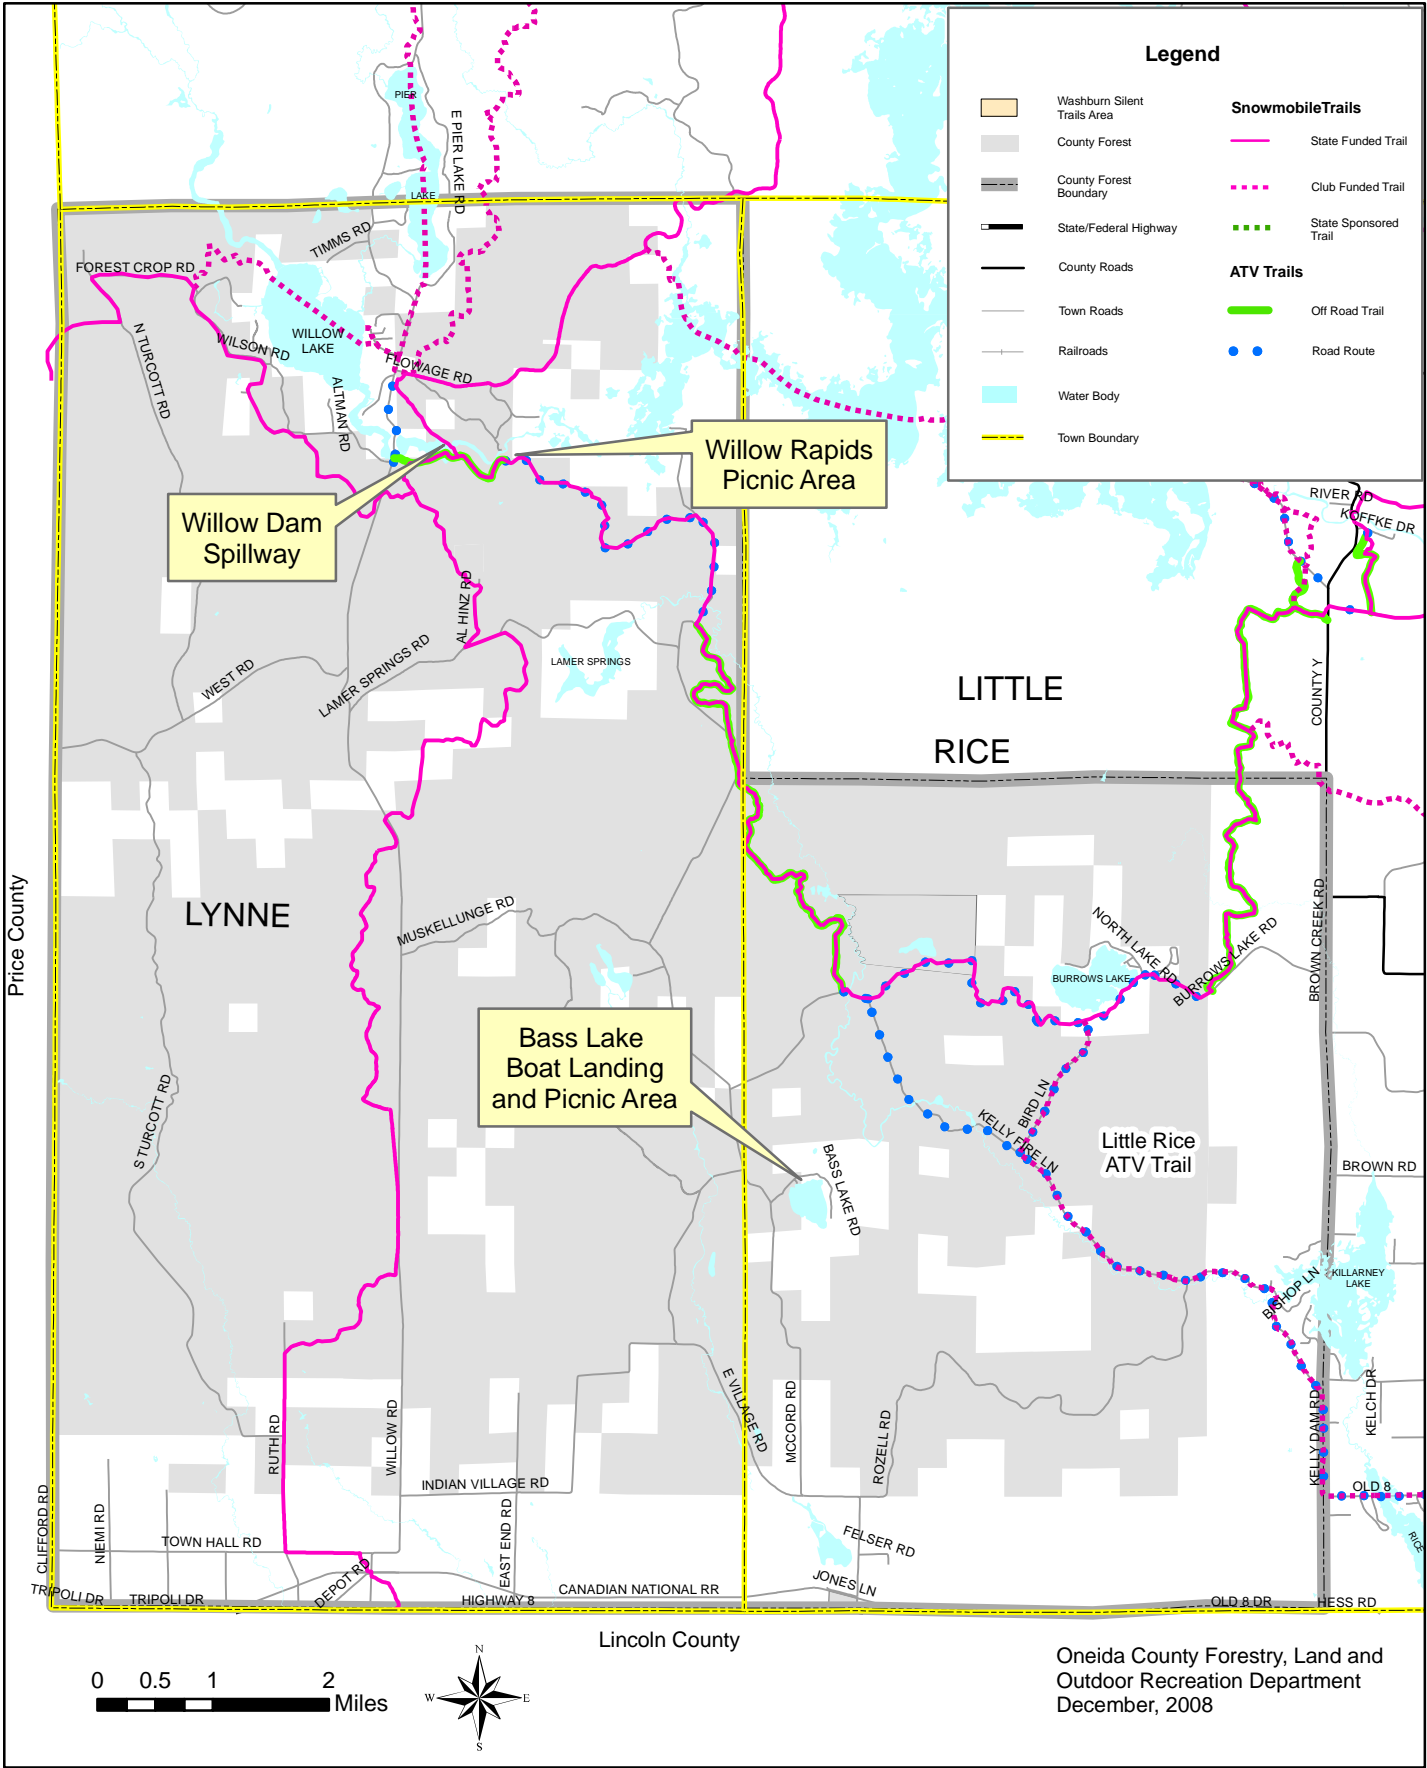 Legend
Washburn Silent
Trails Area
County Forest
County Forest
Boundary
State/Federal Highway
County Roads
Town Roads
Railroads
Water Body
Town Boundary
SnowmobileTrails
State Funded Trail
Club Funded Trail
State Sponsored
Trail
ATV Trails
Off Road Trail
Road Route
PIER
LAKE
E PIER LAKE RD
TIMMS RD
FOREST CROP RD
N TURCOTT RD
WILSON RD
WILLOW
LAKE
ALTMAN RD
FLOWAGE RD
Willow Rapids
Picnic Area
Willow Dam
Spillway
RIVER RD
KOFFKE DR
AL HINZ RD
LAMER SPRINGS
LAMER SPRINGS RD
WEST RD
LITTLE
RICE
COUNTY Y
LYNNE
Price County
MUSKELLUNGE RD
NORTH LAKE RD
BURROWS LAKE
BURROWS LAKE RD
BROWN CREEK RD
Bass Lake
Boat Landing
and Picnic Area
S TURCOTT RD
BIRD LN
KELLY FIRE LN
Little Rice
ATV Trail
BASS LAKE RD
BROWN RD
BISHOP LN
KILLARNEY
LAKE
E VILLAGE RD
MCCORD RD
ROZELL RD
KELLY DAM RD
KELCH DR
OLD 8
RICE
RUTH RD
WILLOW RD
INDIAN VILLAGE RD
EAST END RD
CLIFFORD RD
NIEMI RD
TOWN HALL RD
DEPOT RD
FELSER RD
JONES LN
TRIPOLI DR
TRIPOLI DR
HIGHWAY 8
CANADIAN NATIONAL RR
OLD 8 DR
HESS RD
Lincoln County
0 0.5 1 2
Miles
N
W
E
S
Oneida County Forestry, Land and
Outdoor Recreation Department
December, 2008